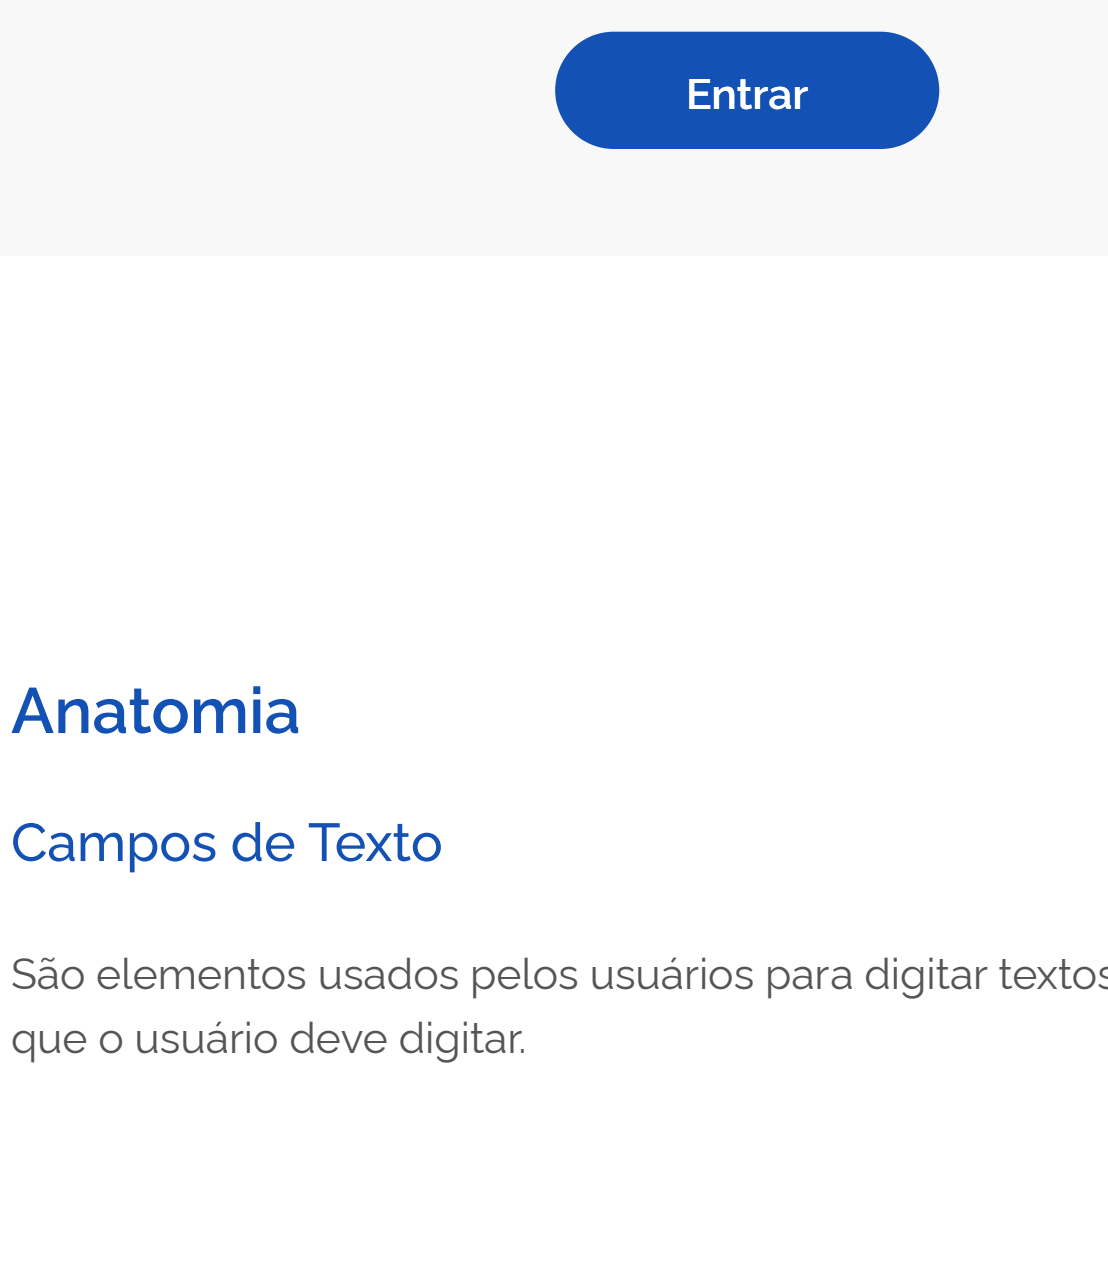 Entrar
Anatomia
Campos de Texto
São elementos usados pelos usuários para digitar textos
que o usuário deve digitar.